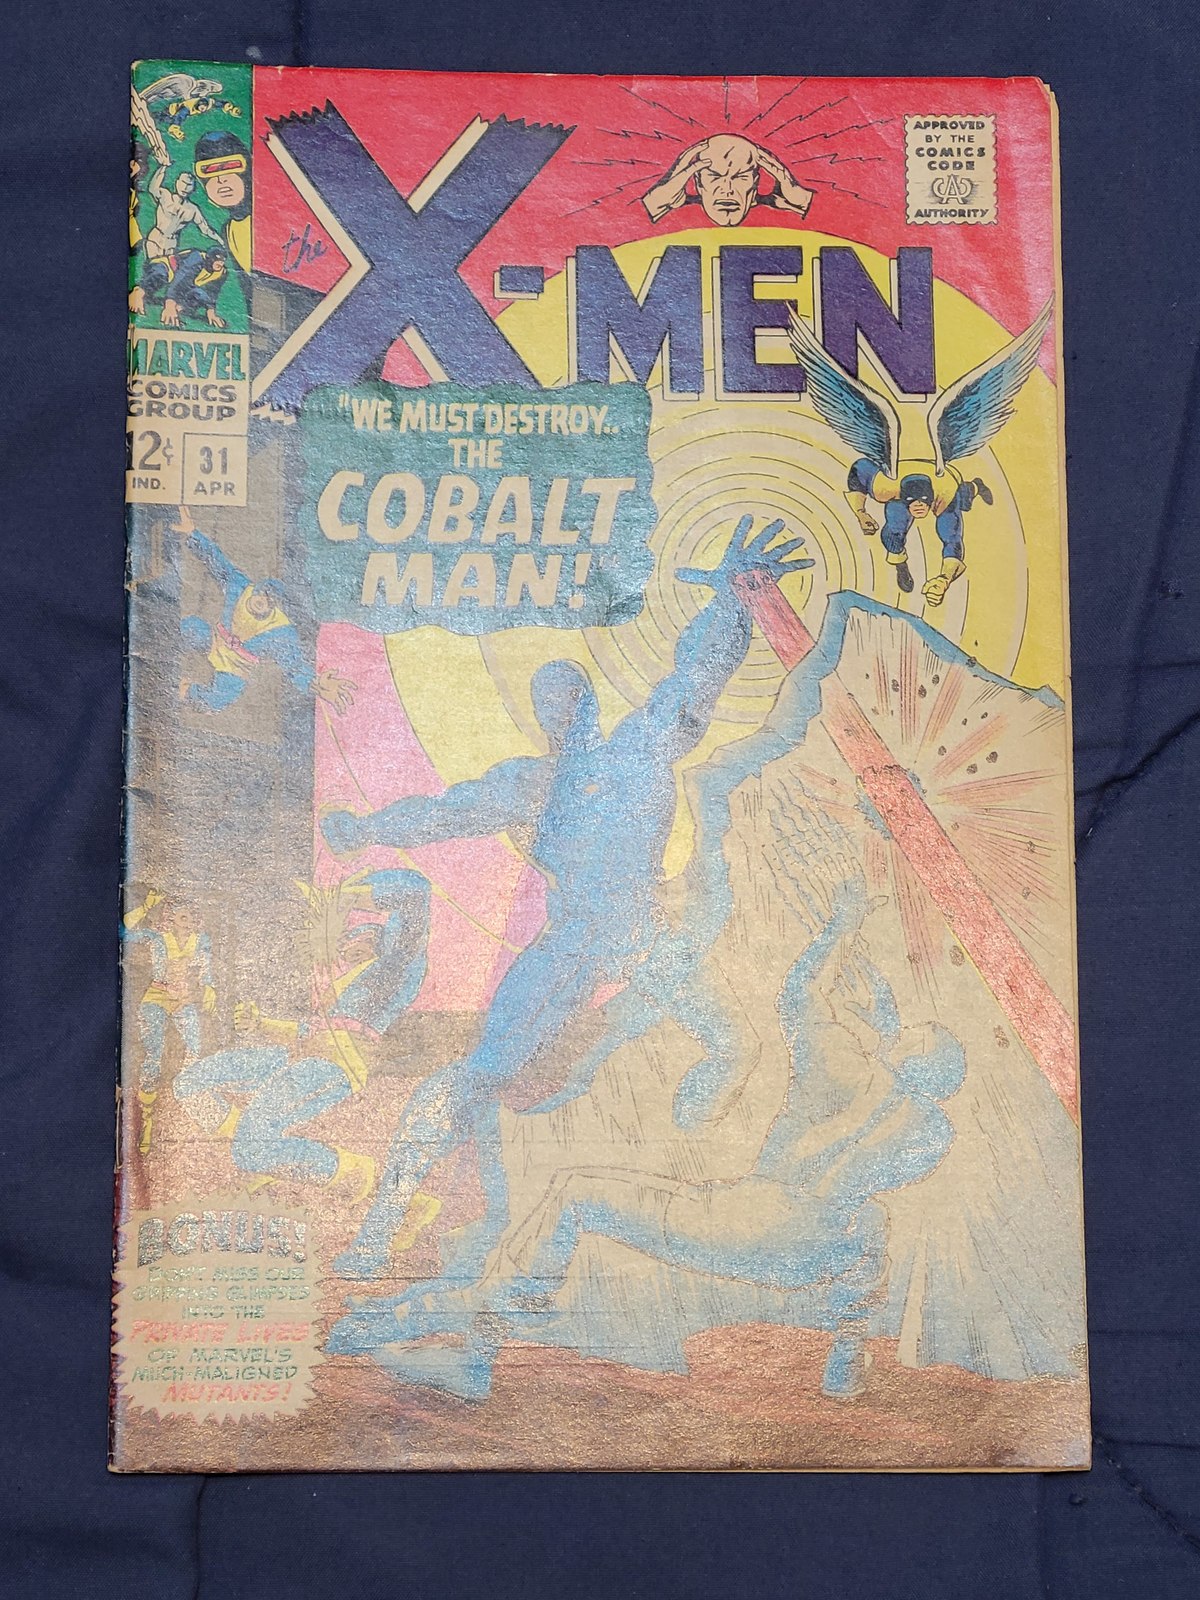 the
X-MEN
APPROVED
BY THE
COMICS
CODE
CA
AUTHORITY
MARVEL
COMICS
GROUP
12¢
IND.
31
APR
"WE MUST DESTROY..
THE
COBALT
MAN!"
BONUS!
DON'T MISS OUR
GRIPPING GLIMPSES
INTO THE
PRIVATE LIVES
OF MARVEL'S
MUCH-MALIGNED
MUTANTS!